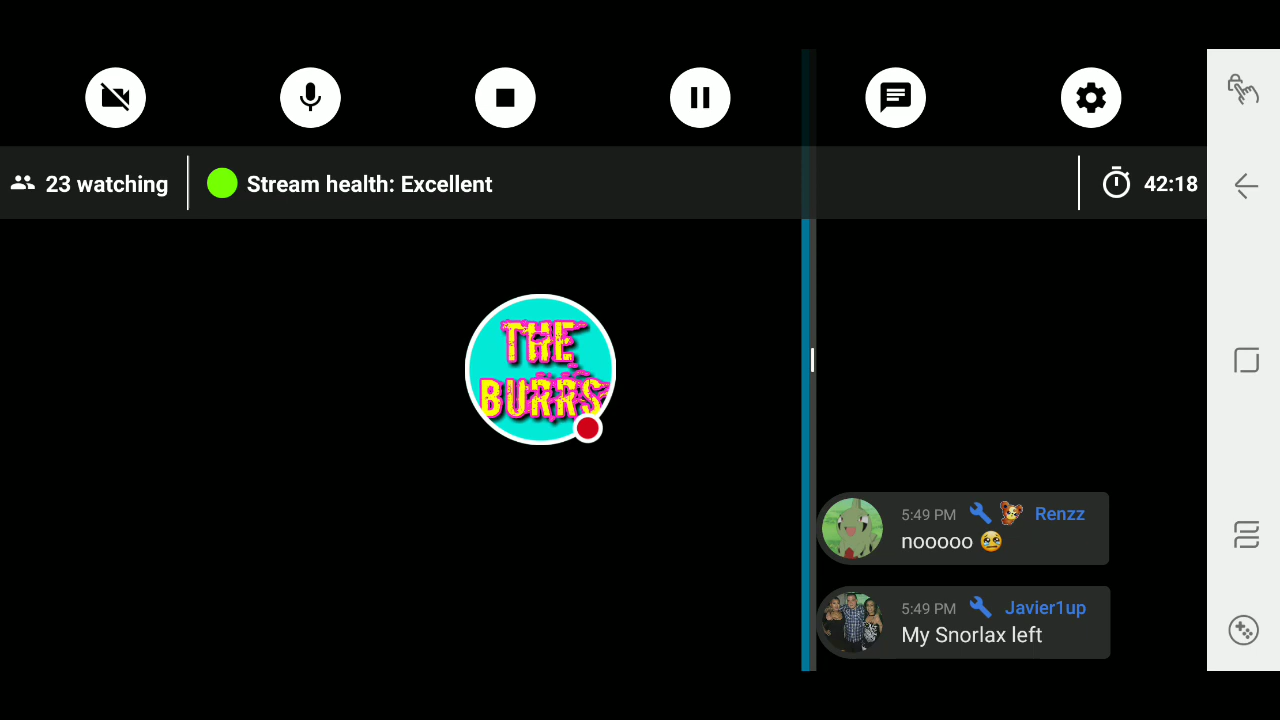 23 watching
Stream health: Excellent
42:18
THE
BURRS
5:49 PM Renzz
nooooo 😢
5:49 PM Javier1up
My Snorlax left